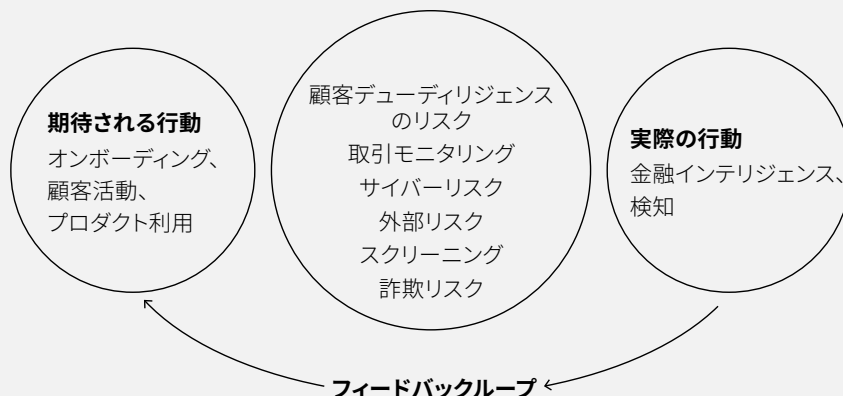 期待される行動
オンボーディング、
顧客活動、
プロダクト利用
顧客デューディリジェンス
のリスク
取引モニタリング
サイバーリスク
外部リスク
スクリーニング
詐欺リスク
実際の行動
金融インテリジェンス、
検知
フィードバックループ